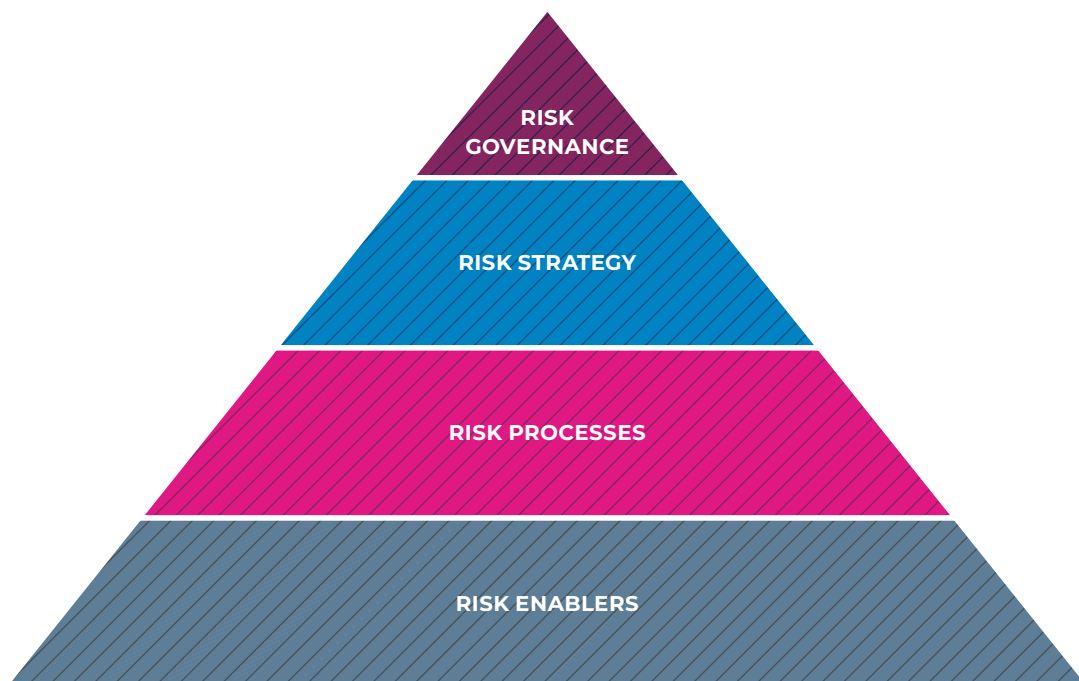 RISK
GOVERNANCE
RISK STRATEGY
RISK PROCESSES
RISK ENABLERS